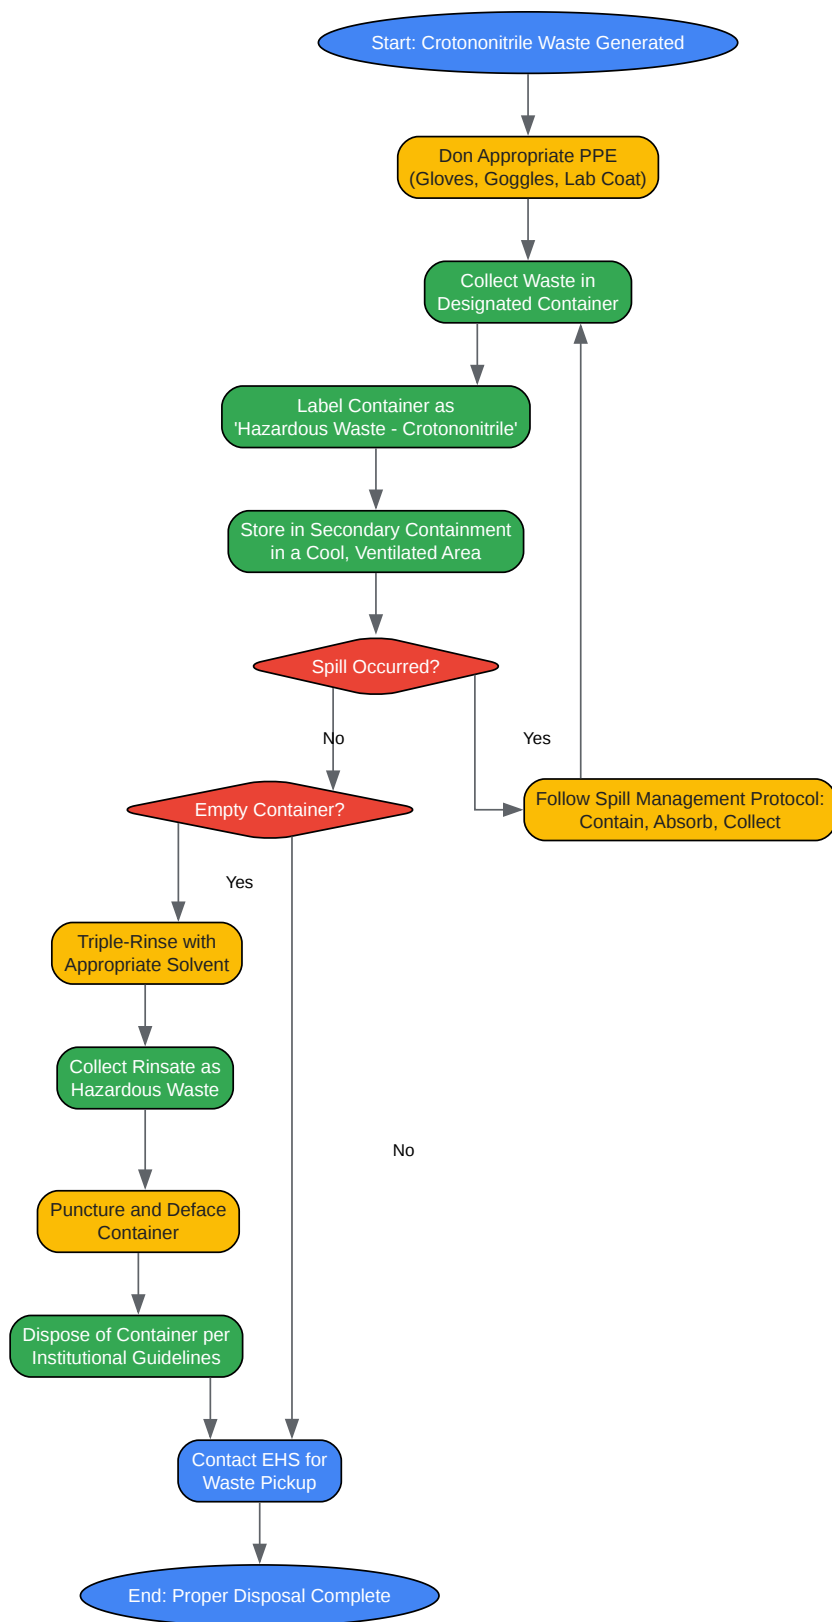 Start: Crotononitrile Waste Generated
Don Appropriate PPE
(Gloves, Goggles, Lab Coat)
Collect Waste in
Designated Container
Label Container as
'Hazardous Waste - Crotononitrile'
Store in Secondary Containment
in a Cool, Ventilated Area
Spill Occurred?
No
Yes
Empty Container?
Follow Spill Management Protocol:
Contain, Absorb, Collect
Yes
Triple-Rinse with
Appropriate Solvent
Collect Rinsate as
Hazardous Waste
No
Puncture and Deface
Container
Dispose of Container per
Institutional Guidelines
Contact EHS for
Waste Pickup
End: Proper Disposal Complete